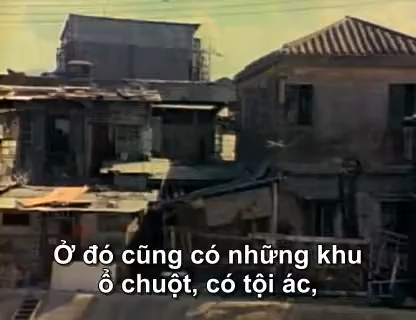 Ở đó cũng có những khu
ổ chuột, có tội ác,